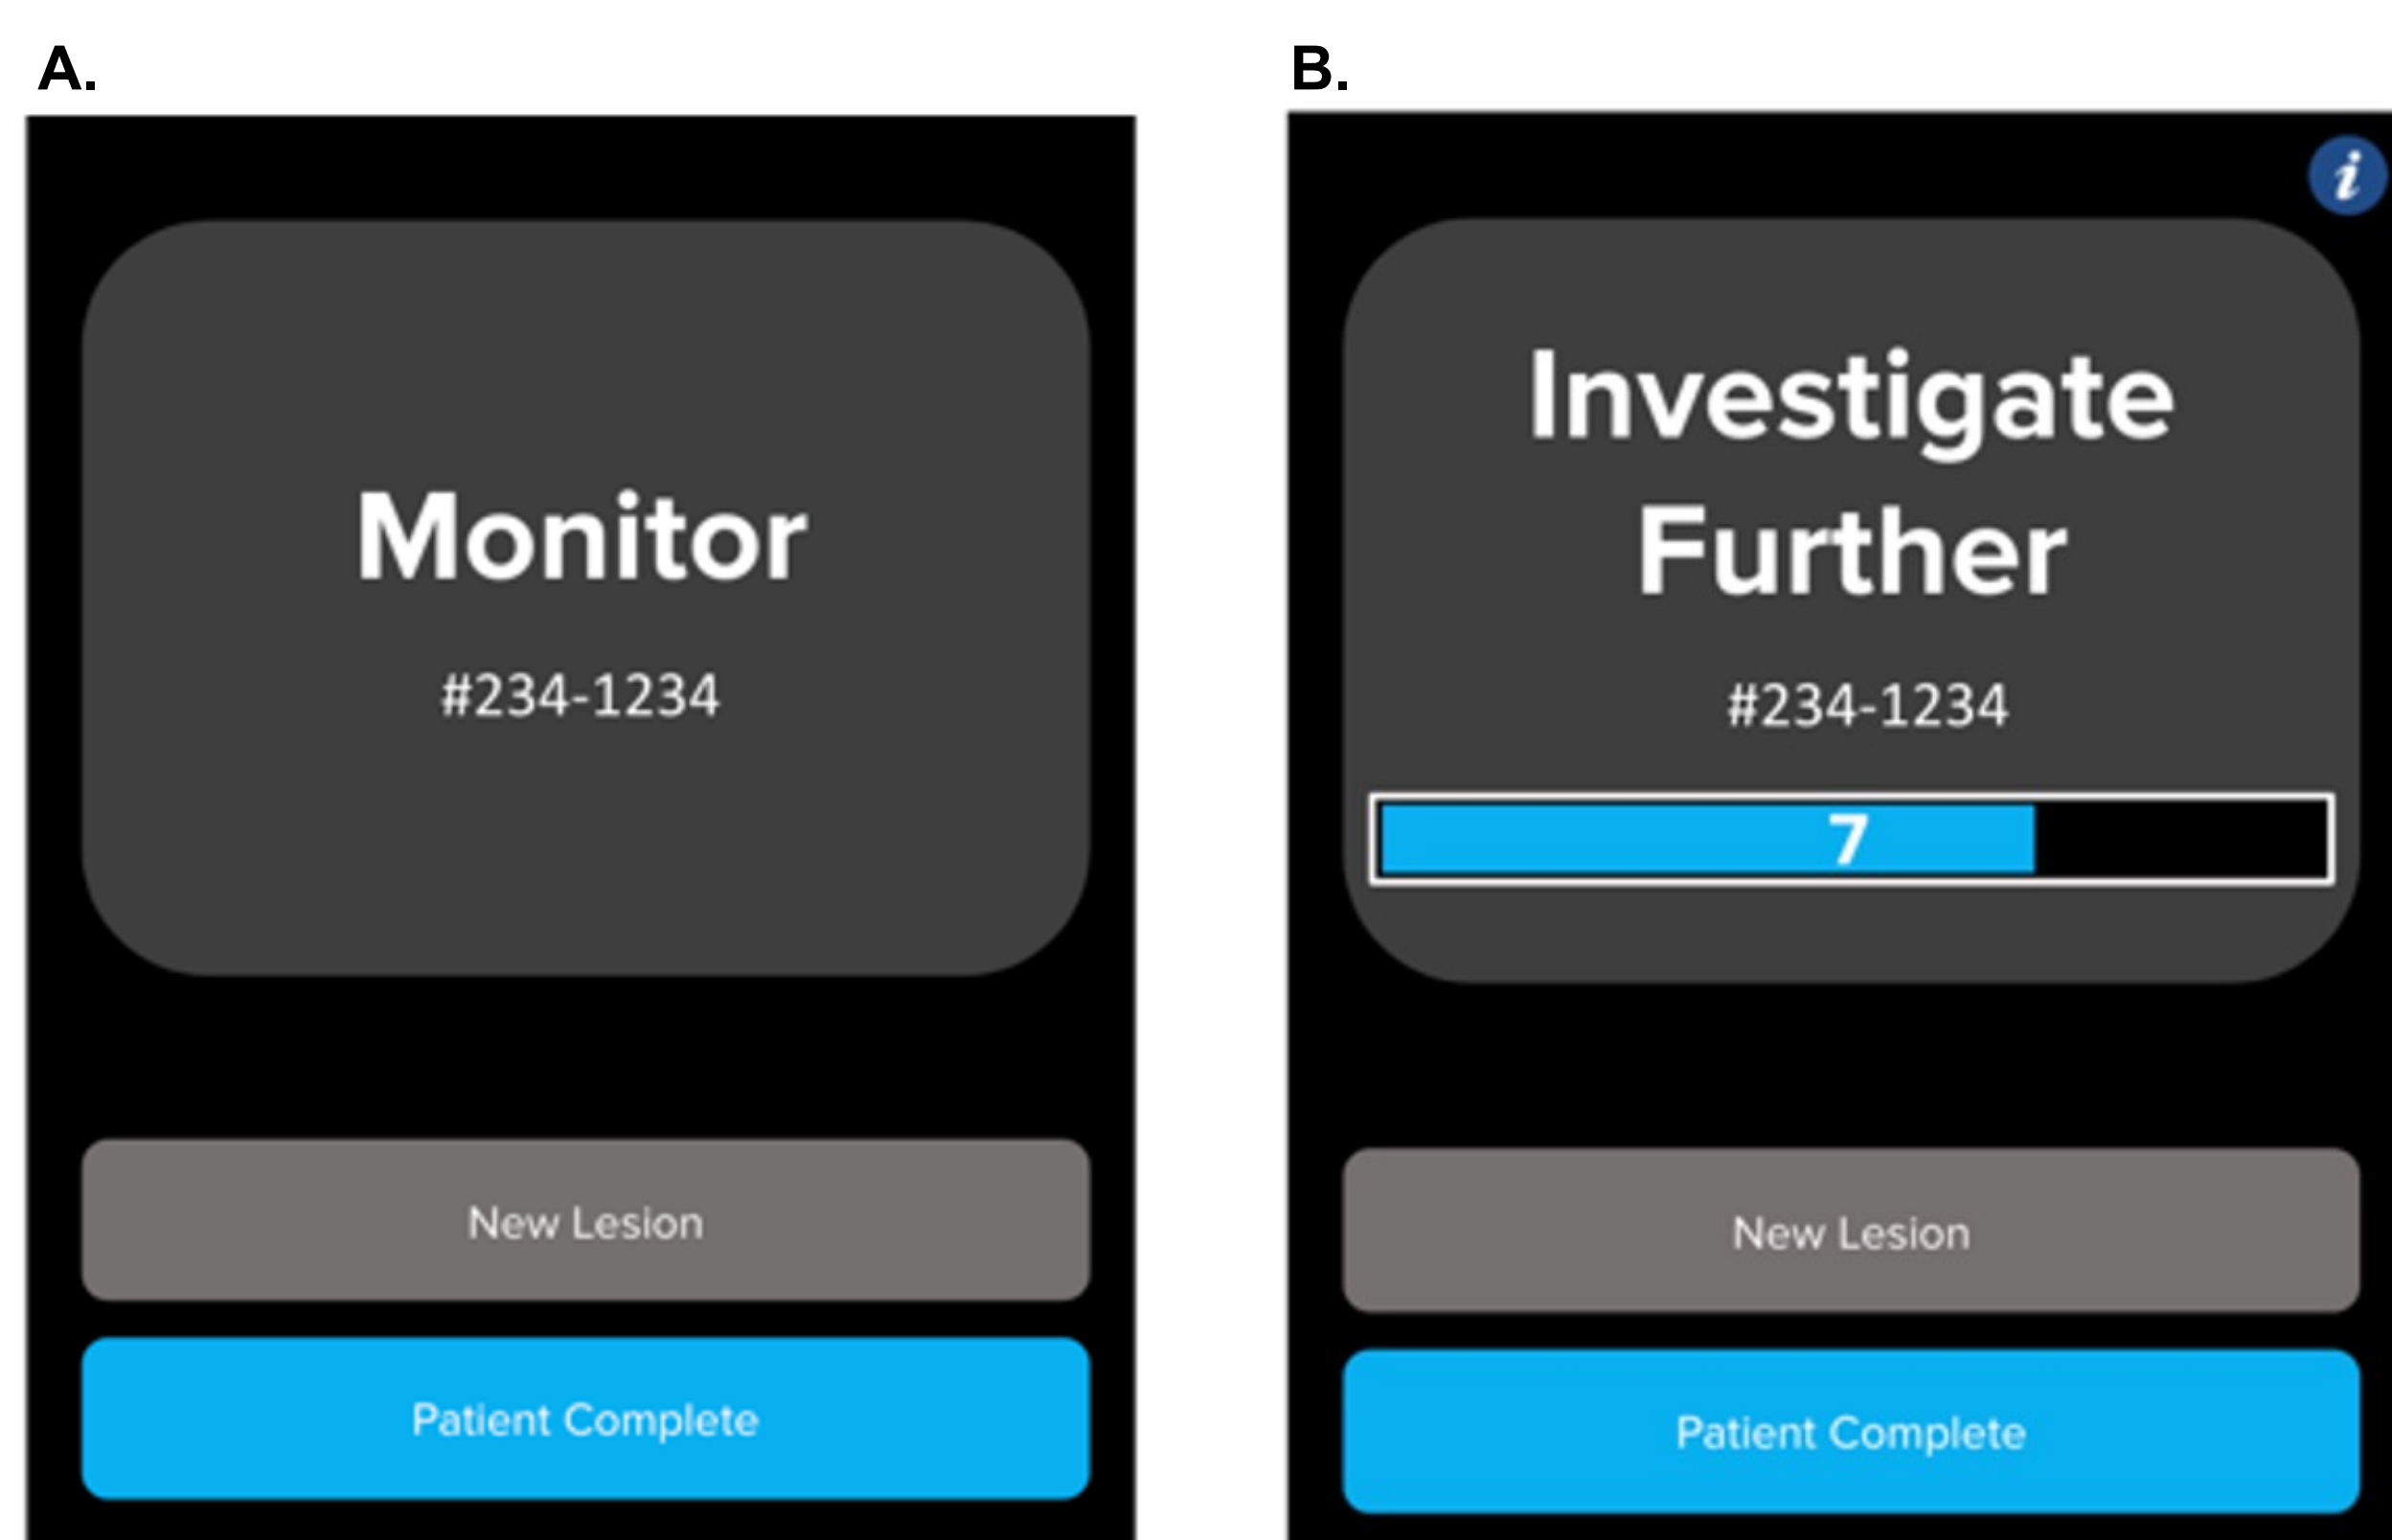 A.
Monitor
#234-1234
New Lesion
Patient Complete
B.
i
Investigate
Further
#234-1234
7
New Lesion
Patient Complete